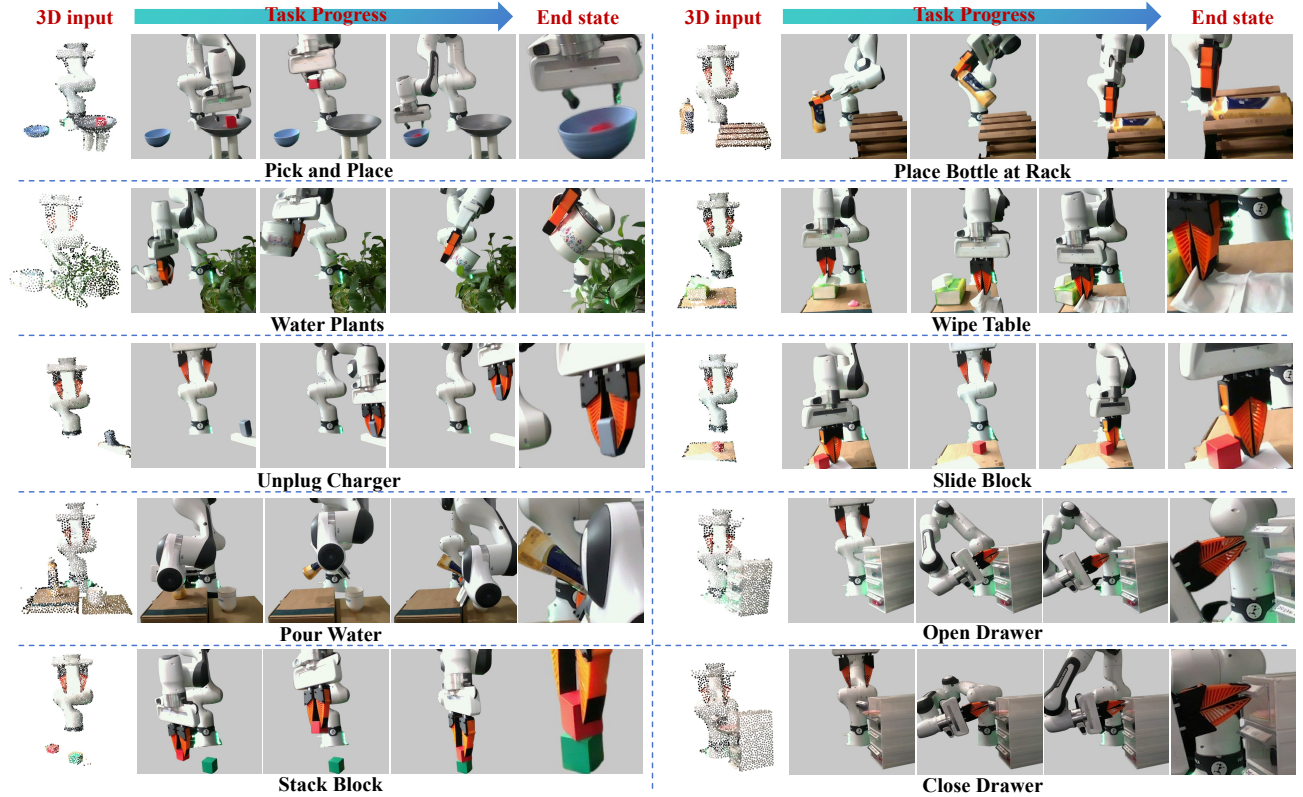 3D input
Task Progress
End state
3D input
Task Progress
End state
Pick and Place
Place Bottle at Rack
Water Plants
Wipe Table
Unplug Charger
Slide Block
Pour Water
Open Drawer
Stack Block
Close Drawer